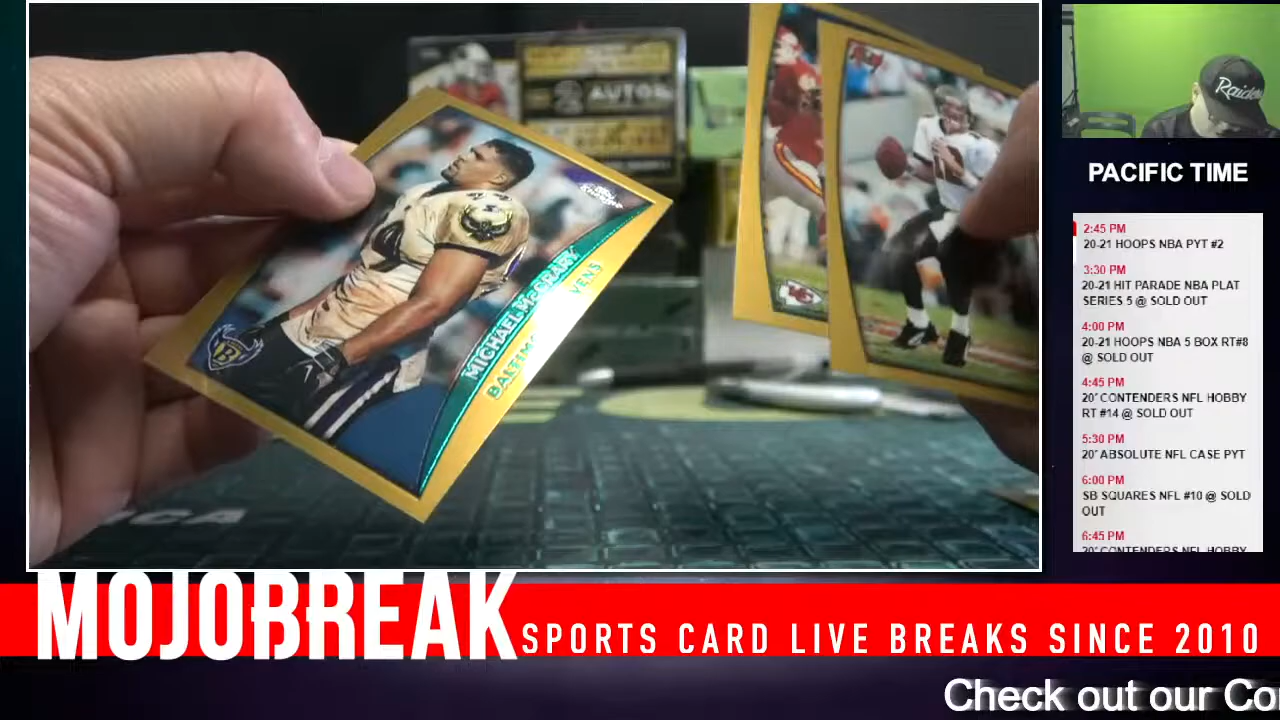 AUTOS
MICHAEL McCRARY
Raiders
PACIFIC TIME
2:45 PM
20-21 HOOPS NBA PYT #2
3:30 PM
20-21 HIT PARADE NBA PLAT
SERIES 5 @ SOLD OUT
4:00 PM
20-21 HOOPS NBA 5 BOX RT#8
@ SOLD OUT
4:45 PM
20' CONTENDERS NFL HOBBY
RT #14 @ SOLD OUT
5:30 PM
20' ABSOLUTE NFL CASE PYT
6:00 PM
SB SQUARES NFL #10 @ SOLD
OUT
6:45 PM
20' CONTENDERS NFL HOBBY
MOJOBREAK
SPORTS CARD LIVE BREAKS SINCE 2010
Check out our Co